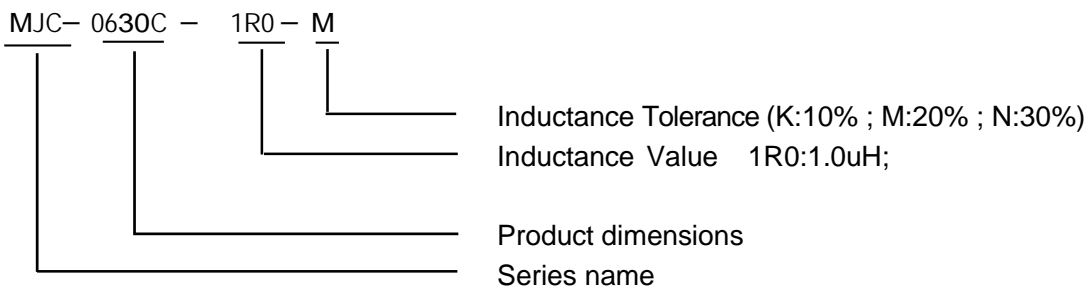 MJC- 0630C - 1R0 - M
Inductance Tolerance (K:10% ; M:20% ; N:30%)
Inductance Value 1R0:1.0uH;
Product dimensions
Series name